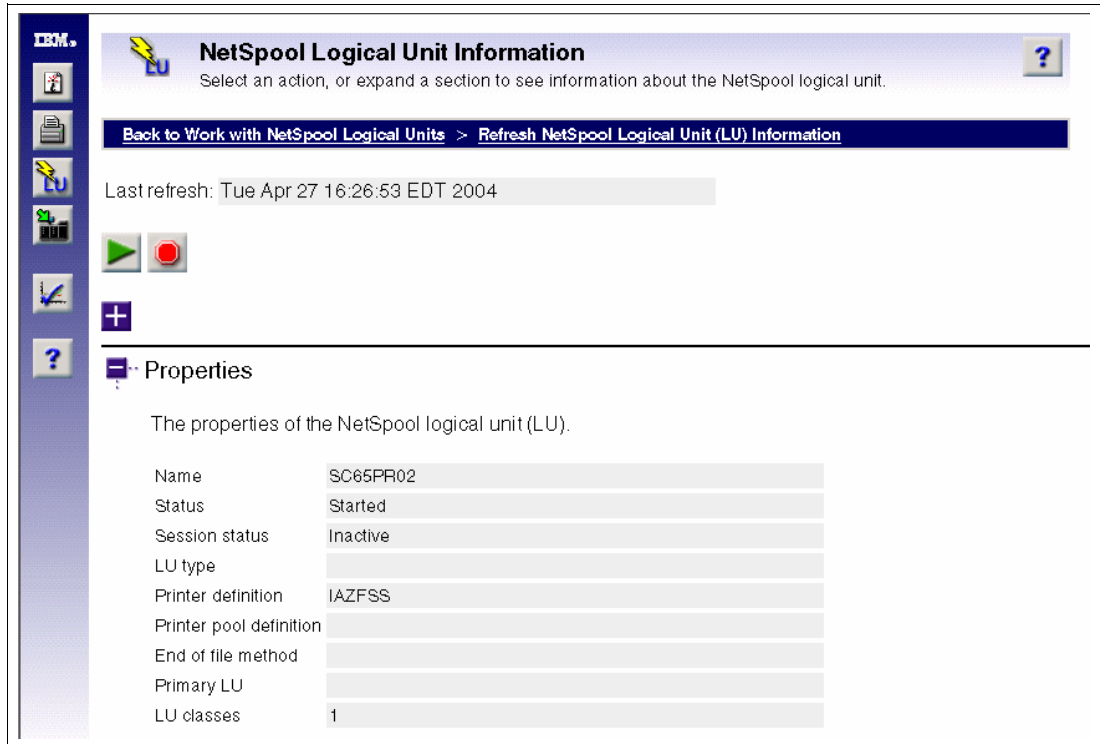 IBM.
NetSpool Logical Unit Information
Select an action, or expand a section to see information about the NetSpool logical unit.
?
LU
Back to Work with NetSpool Logical Units > Refresh NetSpool Logical Unit (LU) Information
LU
Last refresh: Tue Apr 27 16:26:53 EDT 2004
?
Properties
The properties of the NetSpool logical unit (LU).
Name SC65PR02
Status Started
Session status Inactive
LU type
Printer definition IAZFSS
Printer pool definition
End of file method
Primary LU
LU classes 1